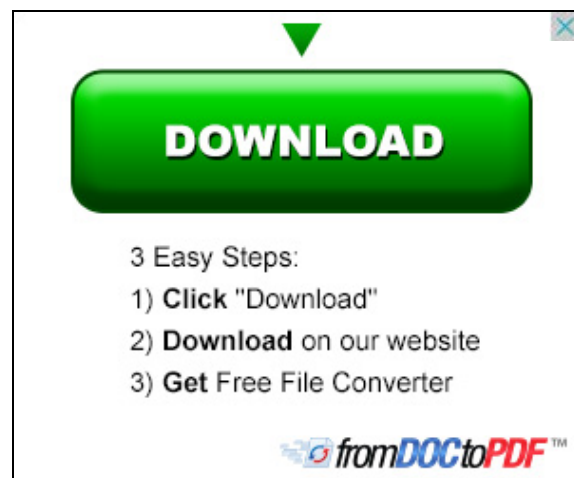 DOWNLOAD
3 Easy Steps:
1) Click "Download"
2) Download on our website
3) Get Free File Converter
fromDOCtoPDF™